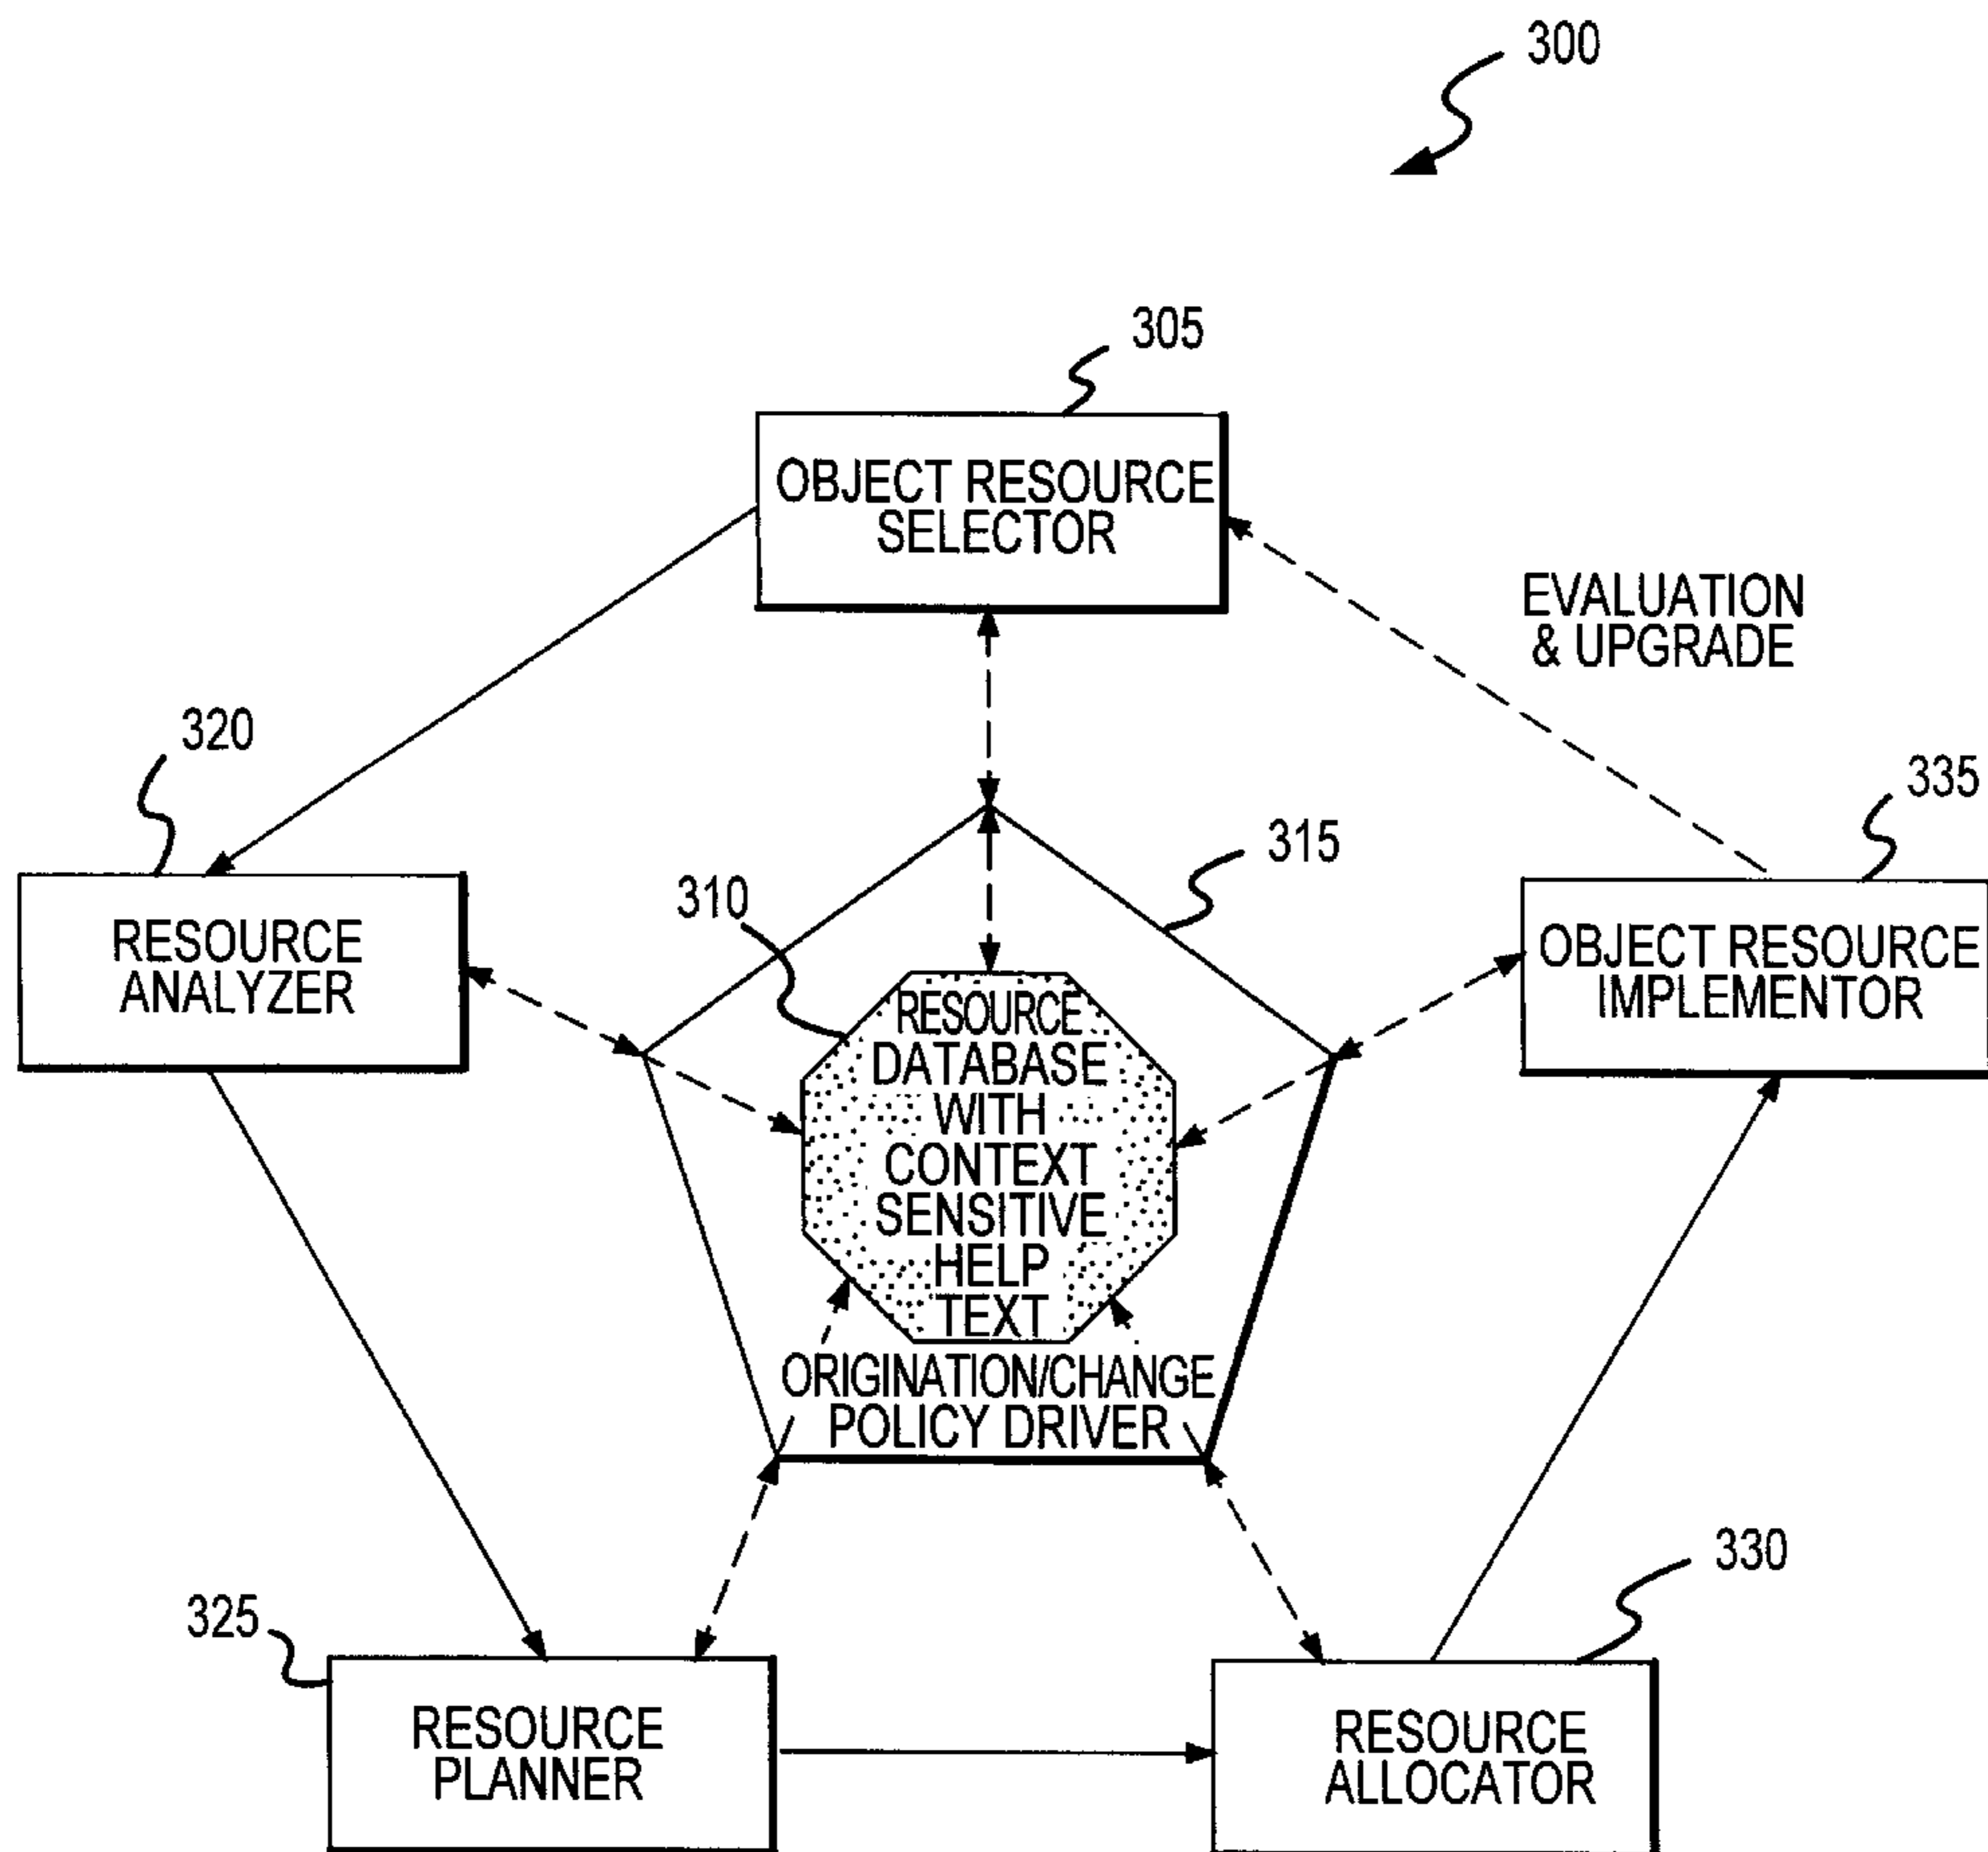 300
305
OBJECT RESOURCE
SELECTOR
EVALUATION
& UPGRADE
320
335
315
310
RESOURCE
ANALYZER
OBJECT RESOURCE
IMPLEMENTOR
RESOURCE
DATABASE
WITH
CONTEXT
SENSITIVE
HELP
TEXT
ORIGINATION/CHANGE
POLICY DRIVER
330
325
RESOURCE
PLANNER
RESOURCE
ALLOCATOR